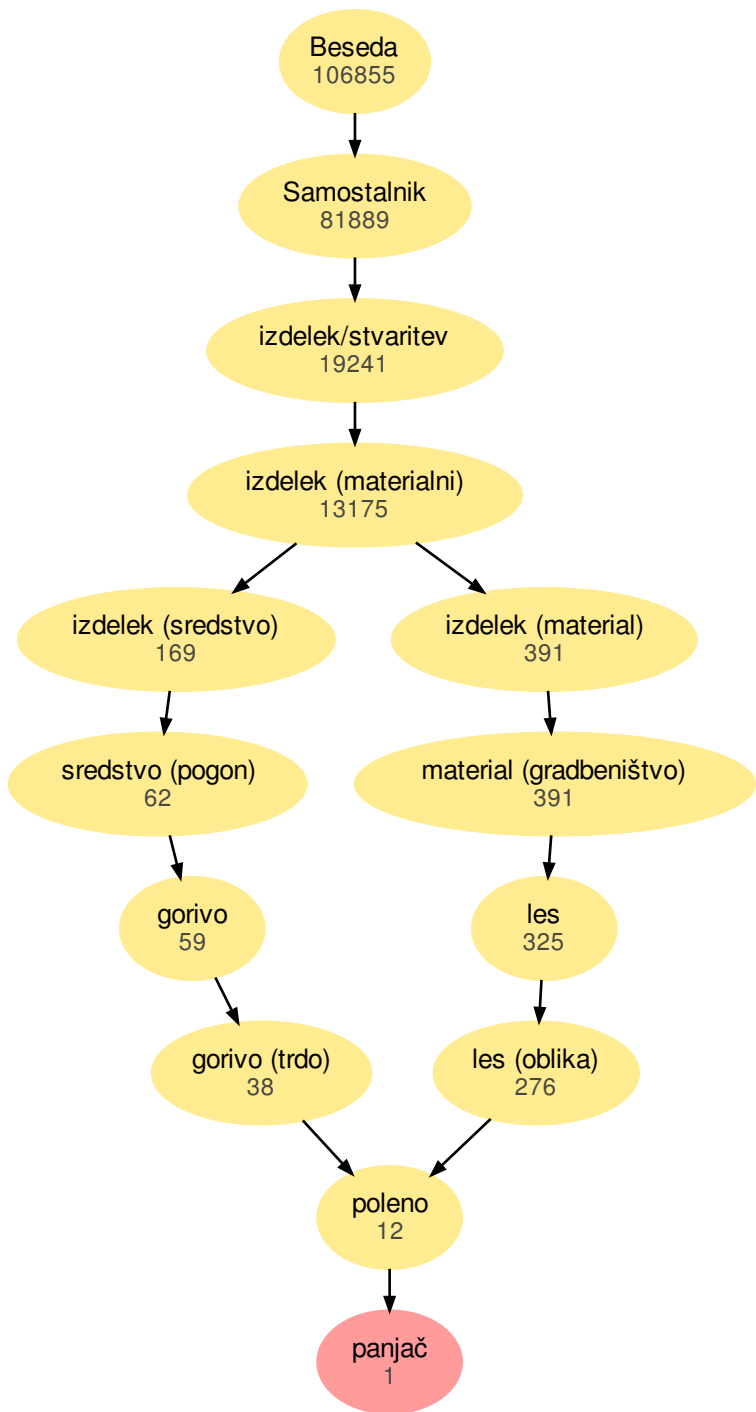 Beseda
106855
Samostalnik
81889
izdelek/stvaritev
19241
izdelek (materialni)
13175
izdelek (sredstvo)
169
izdelek (material)
391
sredstvo (pogon)
62
material (gradbeništvo)
391
gorivo
59
les
325
gorivo (trdo)
38
les (oblika)
276
poleno
12
panjač
1